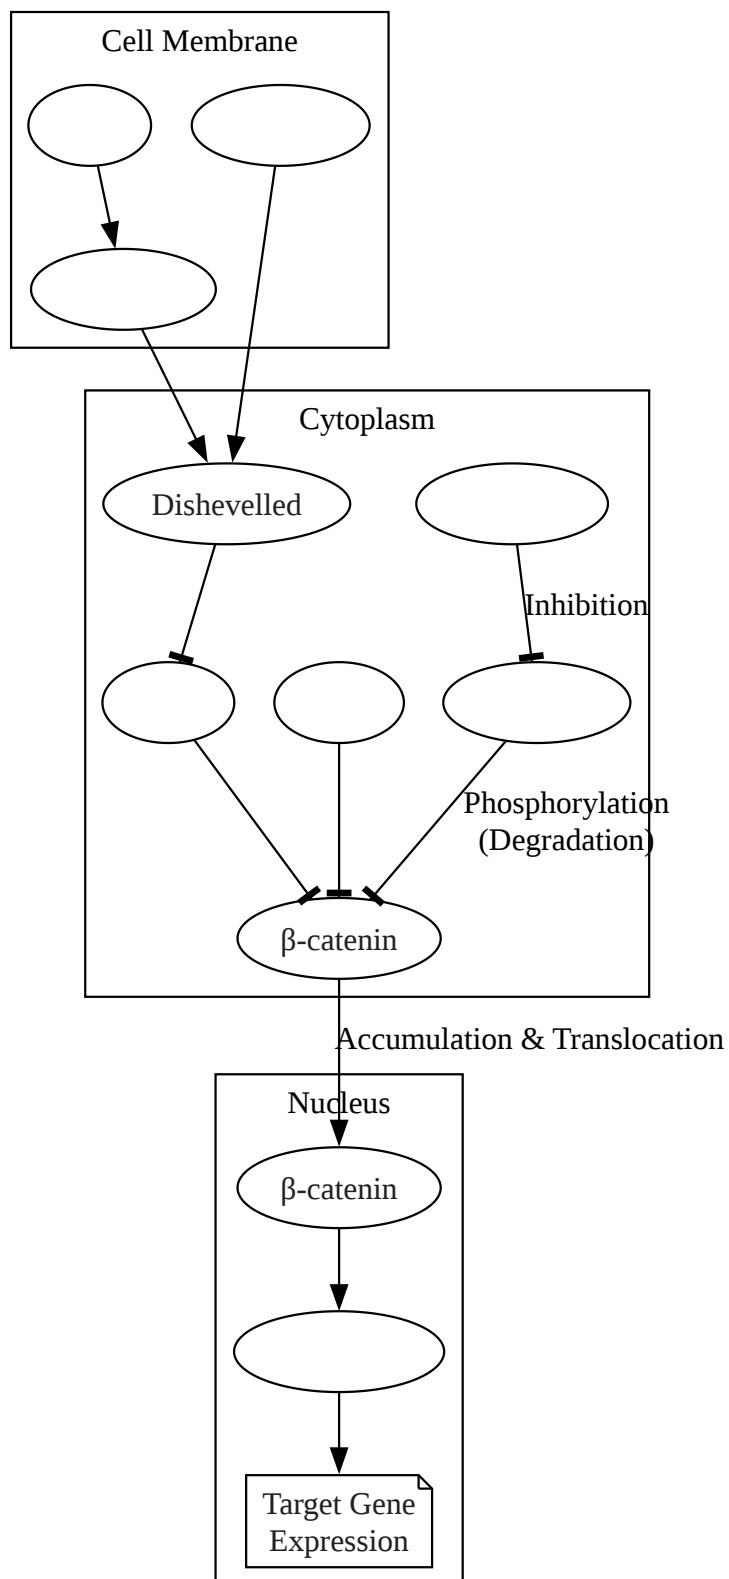 Cell Membrane
Cytoplasm
Dishevelled
Inhibition
Phosphorylation
(Degradation)
β-catenin
Accumulation & Translocation
Nucleus
β-catenin
Target Gene
Expression